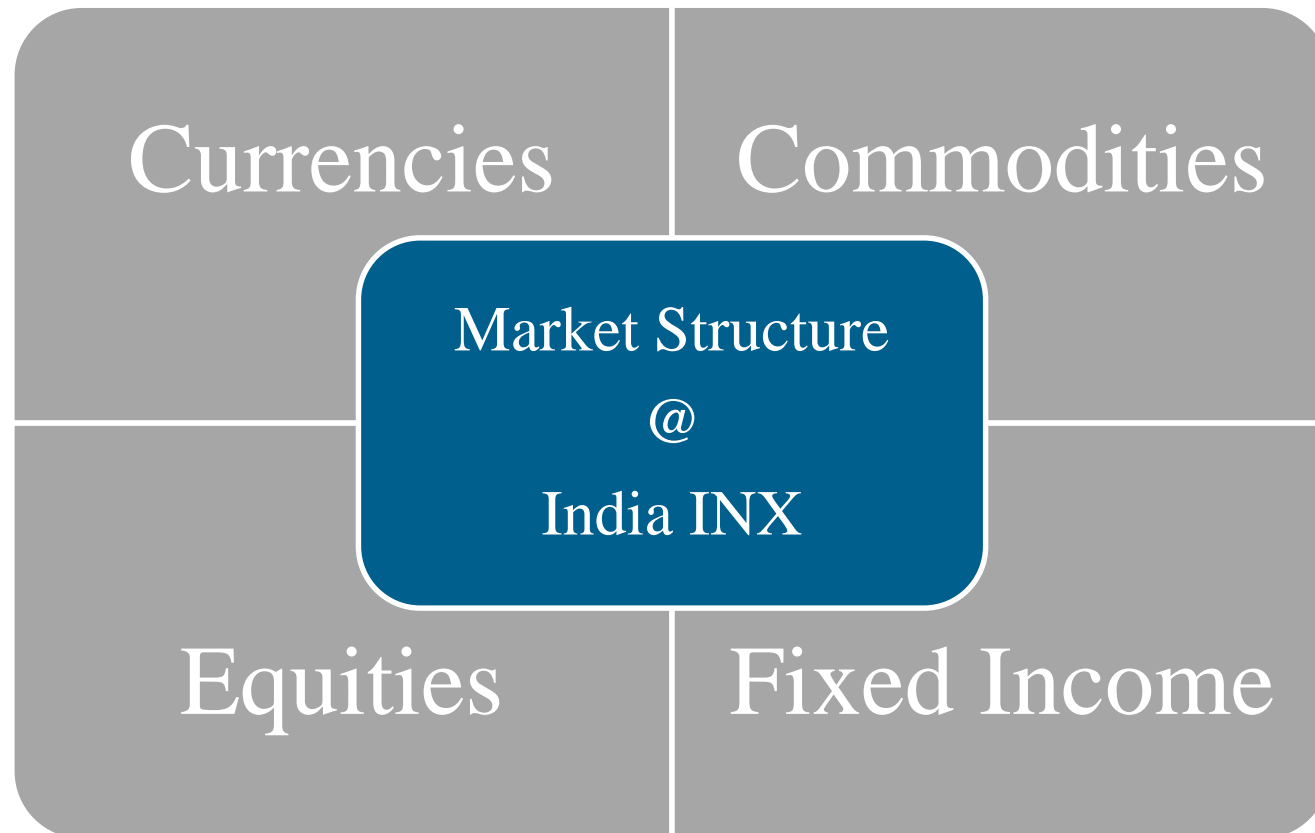 Currencies
Commodities
Market Structure
@
India INX
Equities
Fixed Income